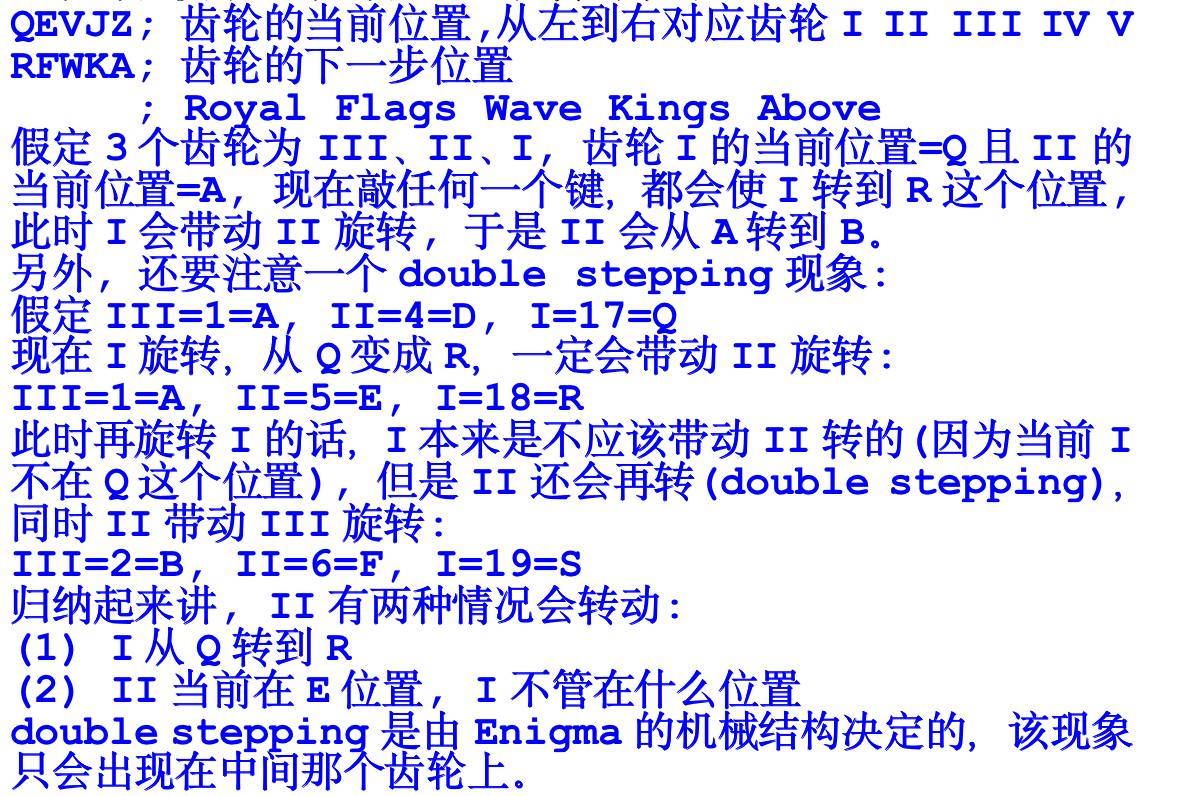 QEVJZ; 齿轮的当前位置,从左到右对应齿轮 I II III IV V
RFWKA; 齿轮的下一步位置
; Royal Flags Wave Kings Above
假定 3 个齿轮为 III、II、I, 齿轮 I 的当前位置=Q 且 II 的
当前位置=A, 现在敲任何一个键, 都会使 I 转到 R 这个位置,
此时 I 会带动 II 旋转, 于是 II 会从 A 转到 B。
另外, 还要注意一个 double stepping 现象:
假定 III=1=A, II=4=D, I=17=Q
现在 I 旋转, 从 Q 变成 R, 一定会带动 II 旋转:
III=1=A, II=5=E, I=18=R
此时再旋转 I 的话, I 本来是不应该带动 II 转的(因为当前 I
不在 Q 这个位置), 但是 II 还会再转(double stepping),
同时 II 带动 III 旋转:
III=2=B, II=6=F, I=19=S
归纳起来讲, II 有两种情况会转动:
(1) I 从 Q 转到 R
(2) II 当前在 E 位置, I 不管在什么位置
double stepping 是由 Enigma 的机械结构决定的, 该现象
只会出现在中间那个齿轮上。